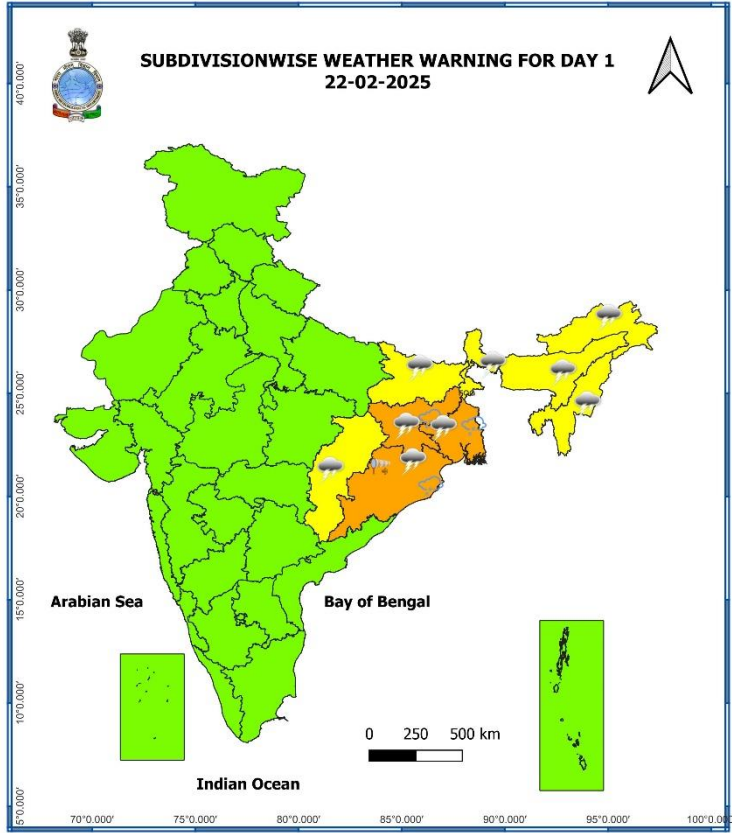 SUBDIVISIONWISE WEATHER WARNING FOR DAY 1
22-02-2025
40°0.000'
35°0.000'
30°0.000'
25°0.000'
20°0.000'
15°0.000'
10°0.000'
5°0.000'
Arabian Sea
Bay of Bengal
0 250 500 km
Indian Ocean
70°0.000' 75°0.000' 80°0.000' 85°0.000' 90°0.000' 95°0.000' 100°0.00